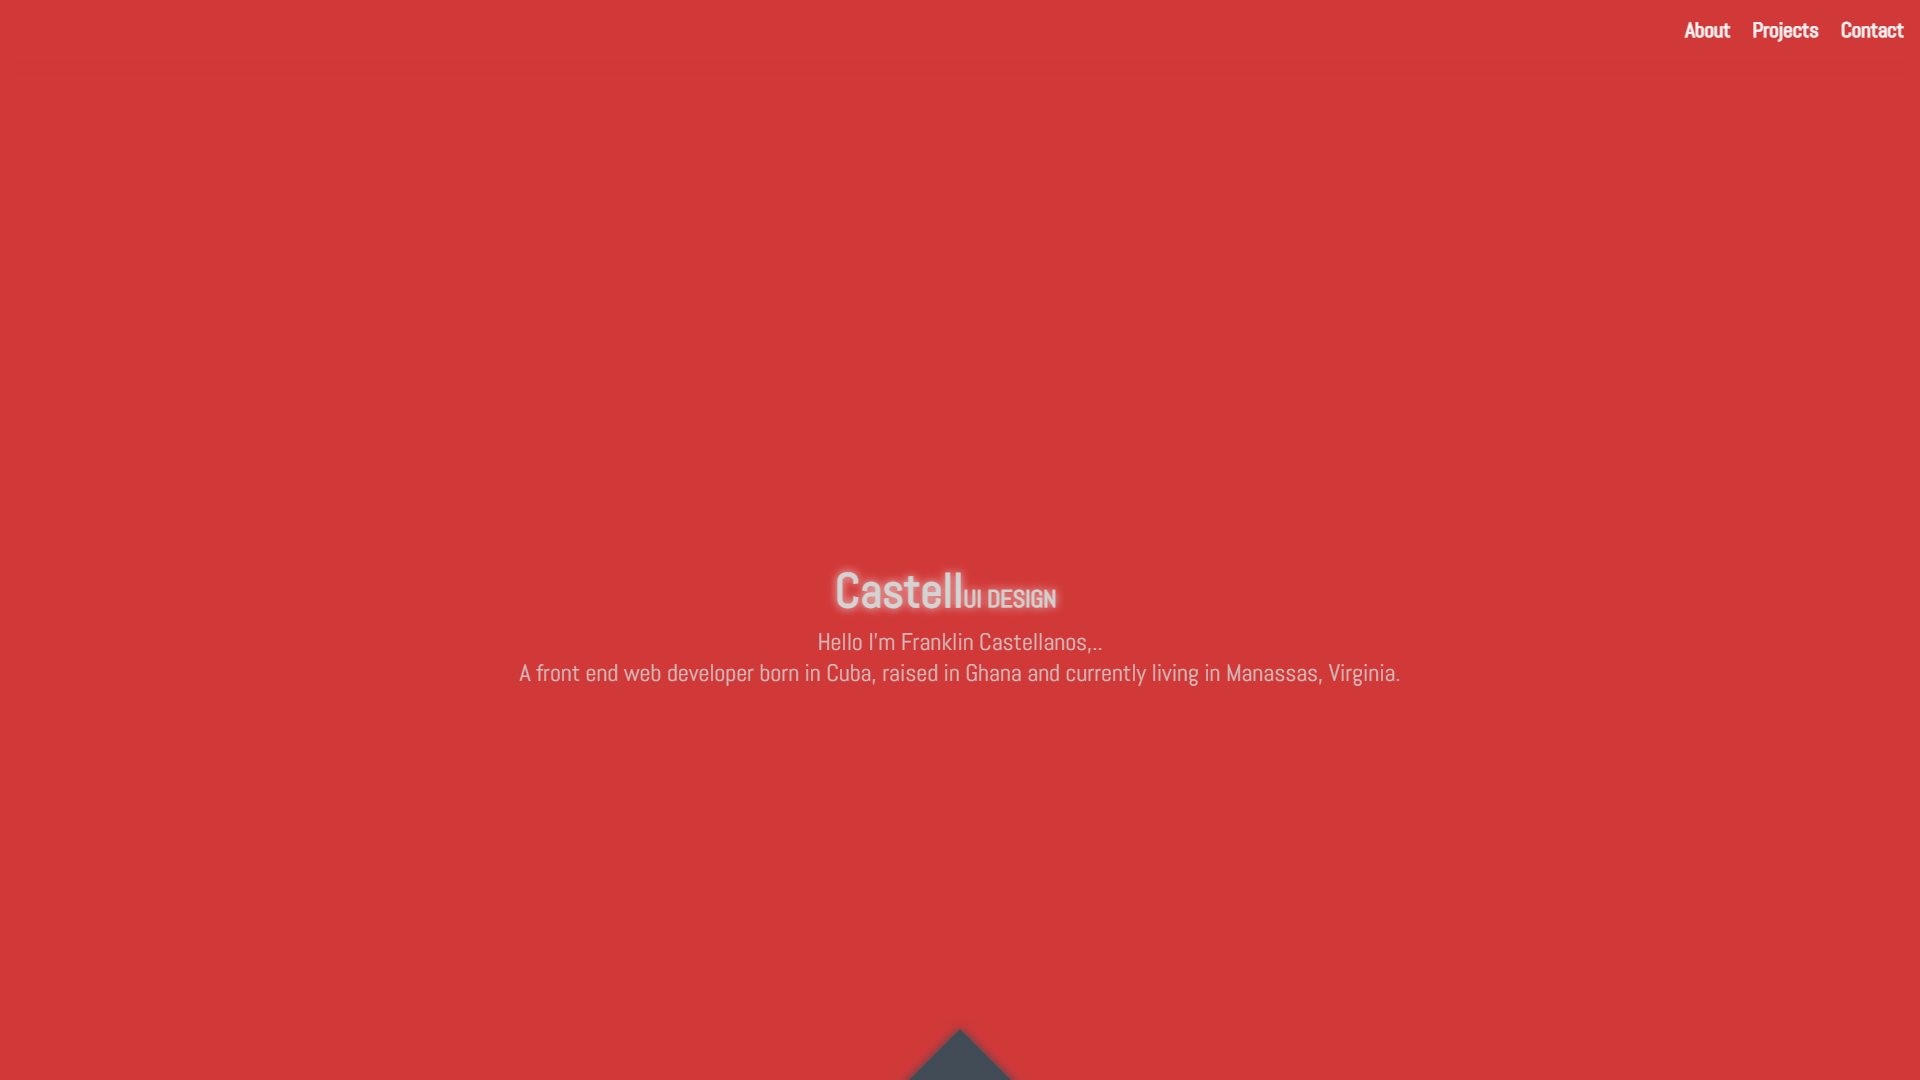 About Projects Contact
CastellUI DESIGN
Hello I'm Franklin Castellanos,..
A front end web developer born in Cuba, raised in Ghana and currently living in Manassas, Virginia.